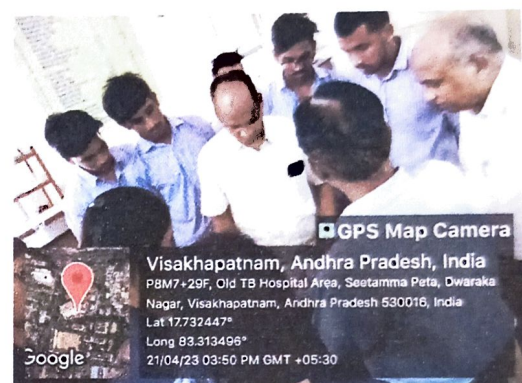 GPS Map Camera
Visakhapatnam, Andhra Pradesh, India
P8M7+29F, Old TB Hospital Area, Seetamma Peta, Dwaraka
Nagar, Visakhapatnam, Andhra Pradesh 530016, India
Lat 17.732447°
Long 83.313496°
21/04/23 03:50 PM GMT +05:30
Google